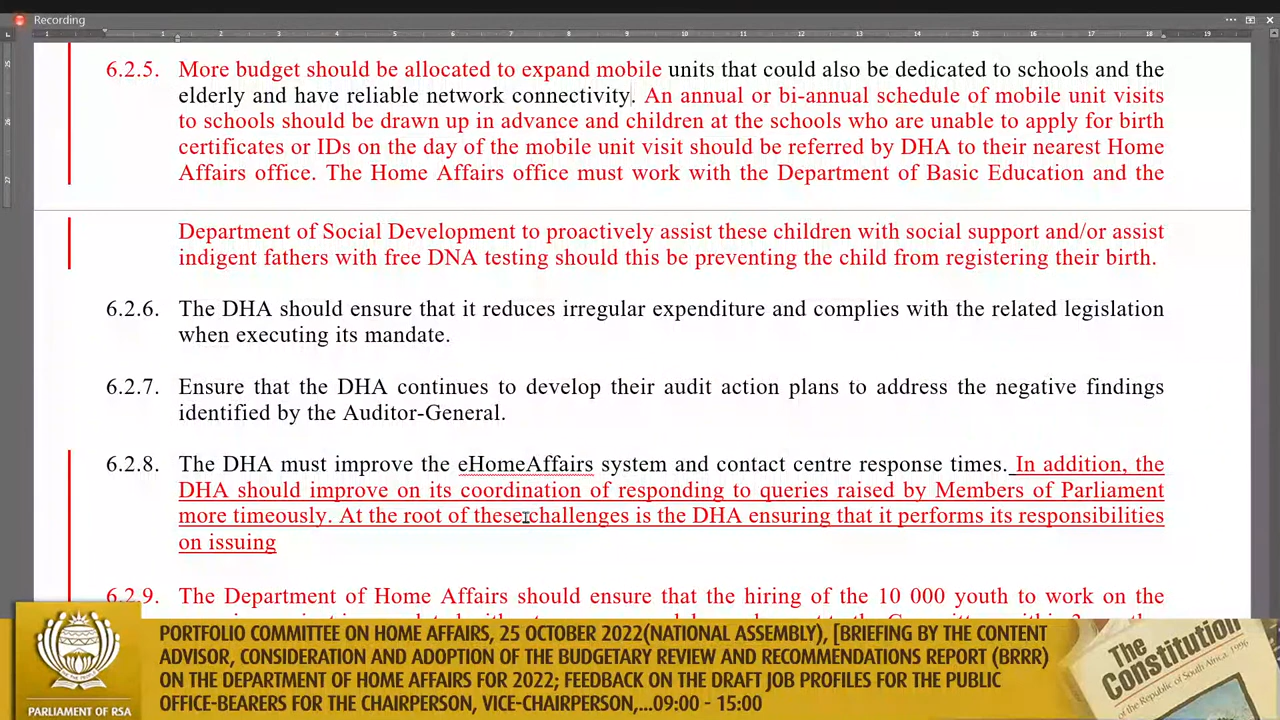 Recording
6.2.5. More budget should be allocated to expand mobile units that could also be dedicated to schools and the
elderly and have reliable network connectivity. An annual or bi-annual schedule of mobile unit visits
to schools should be drawn up in advance and children at the schools who are unable to apply for birth
certificates or IDs on the day of the mobile unit visit should be referred by DHA to their nearest Home
Affairs office. The Home Affairs office must work with the Department of Basic Education and the
Department of Social Development to proactively assist these children with social support and/or assist
indigent fathers with free DNA testing should this be preventing the child from registering their birth.
6.2.6. The DHA should ensure that it reduces irregular expenditure and complies with the related legislation
when executing its mandate.
6.2.7. Ensure that the DHA continues to develop their audit action plans to address the negative findings
identified by the Auditor-General.
6.2.8. The DHA must improve the eHomeAffairs system and contact centre response times. In addition, the
DHA should improve on its coordination of responding to queries raised by Members of Parliament
more timeously. At the root of these challenges is the DHA ensuring that it performs its responsibilities
on issuing
6.2.9. The Department of Home Affairs should ensure that the hiring of the 10 000 youth to work on the
PORTFOLIO COMMITTEE ON HOME AFFAIRS, 25 OCTOBER 2022(NATIONAL ASSEMBLY), [BRIEFING BY THE CONTENT
ADVISOR, CONSIDERATION AND ADOPTION OF THE BUDGETARY REVIEW AND RECOMMENDATIONS REPORT (BRRR)
ON THE DEPARTMENT OF HOME AFFAIRS FOR 2022; FEEDBACK ON THE DRAFT JOB PROFILES FOR THE PUBLIC
OFFICE-BEARERS FOR THE CHAIRPERSON, VICE-CHAIRPERSON,...09:00 - 15:00
PARLIAMENT OF RSA
The
Constitution
of the Republic of South Africa, 1996